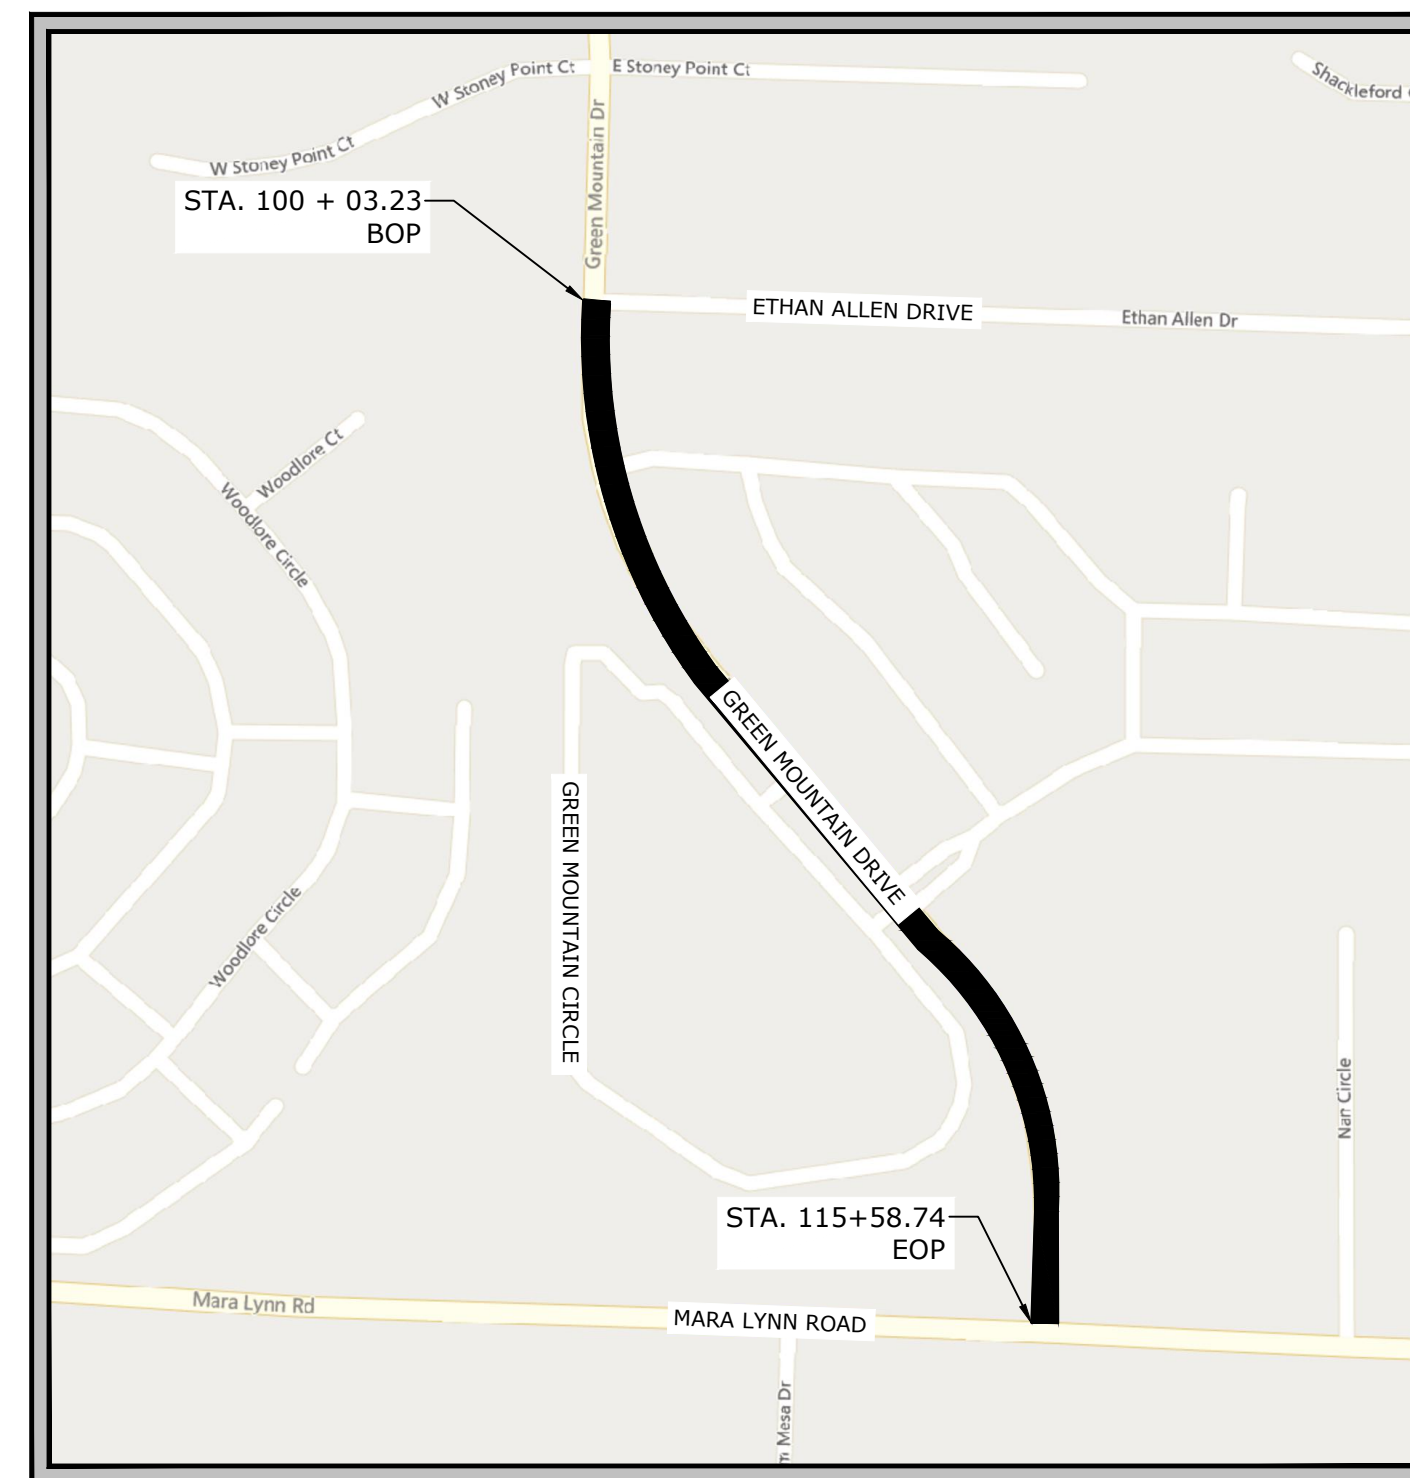 W Stoney Point Ct
E Stoney Point Ct
Shackleford
W Stoney Point Ct
Green Mountain Dr
STA. 100 + 03.23
BOP
ETHAN ALLEN DRIVE
Ethan Allen Dr
Woodlore Ct
Woodlore Circle
GREEN MOUNTAIN DRIVE
GREEN MOUNTAIN CIRCLE
Woodlore Circle
Nan Circle
STA. 115+58.74
EOP
Mara Lynn Rd
MARA LYNN ROAD
Mesa Dr